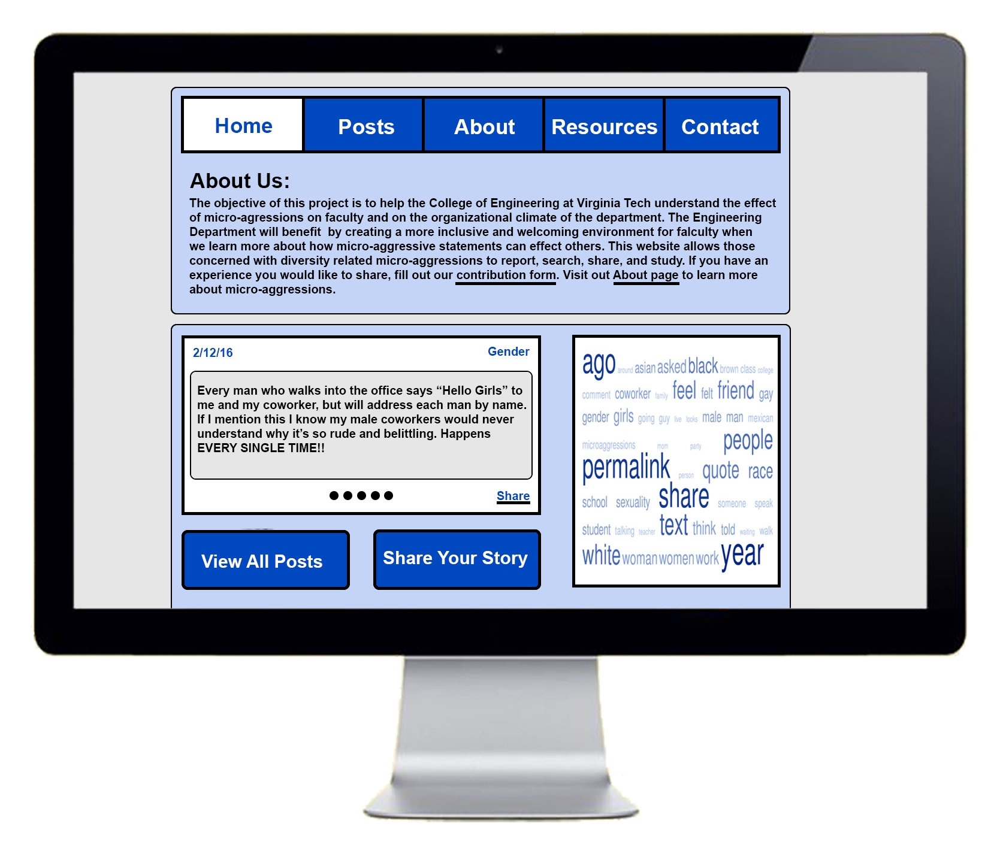 Home Posts About Resources Contact
About Us:
The objective of this project is to help the College of Engineering at Virginia Tech understand the effect
of micro-agressions on faculty and on the organizational climate of the department. The Engineering
Department will benefit  by creating a more inclusive and welcoming environment for falculty when
we learn more about how micro-aggressive statements can effect others. This website allows those
concerned with diversity related micro-aggressions to report, search, share, and study. If you have an
experience you would like to share, fill out our contribution form. Visit out About page to learn more
about micro-aggressions.
2/12/16 Gender
Every man who walks into the office says “Hello Girls” to
me and my coworker, but will address each man by name.
If I mention this I know my male coworkers would never
understand why it’s so rude and belittling. Happens
EVERY SINGLE TIME!!
Share
View All Posts
Share Your Story
ago around asian asked black brown class college
comment coworker family feel felt friend gay
gender girls going guy live looks male man mexican
microaggressions mom party people
permalink person quote race
school sexuality share someone speak
student talking teacher text think told waiting walk
white woman women work year